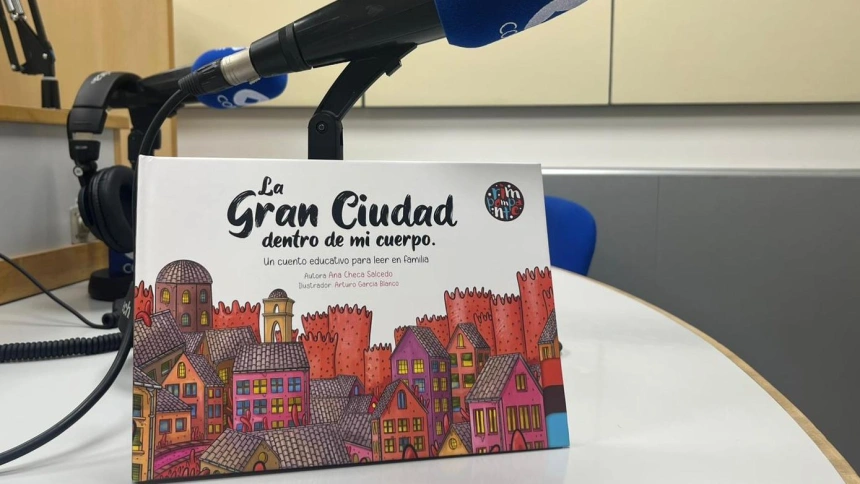 La
Gran Ciudad
dentro de mi cuerpo.
Un cuento educativo para leer en familia
Autora Ana Checa Salcedo
Ilustrador Arturo García Blanco